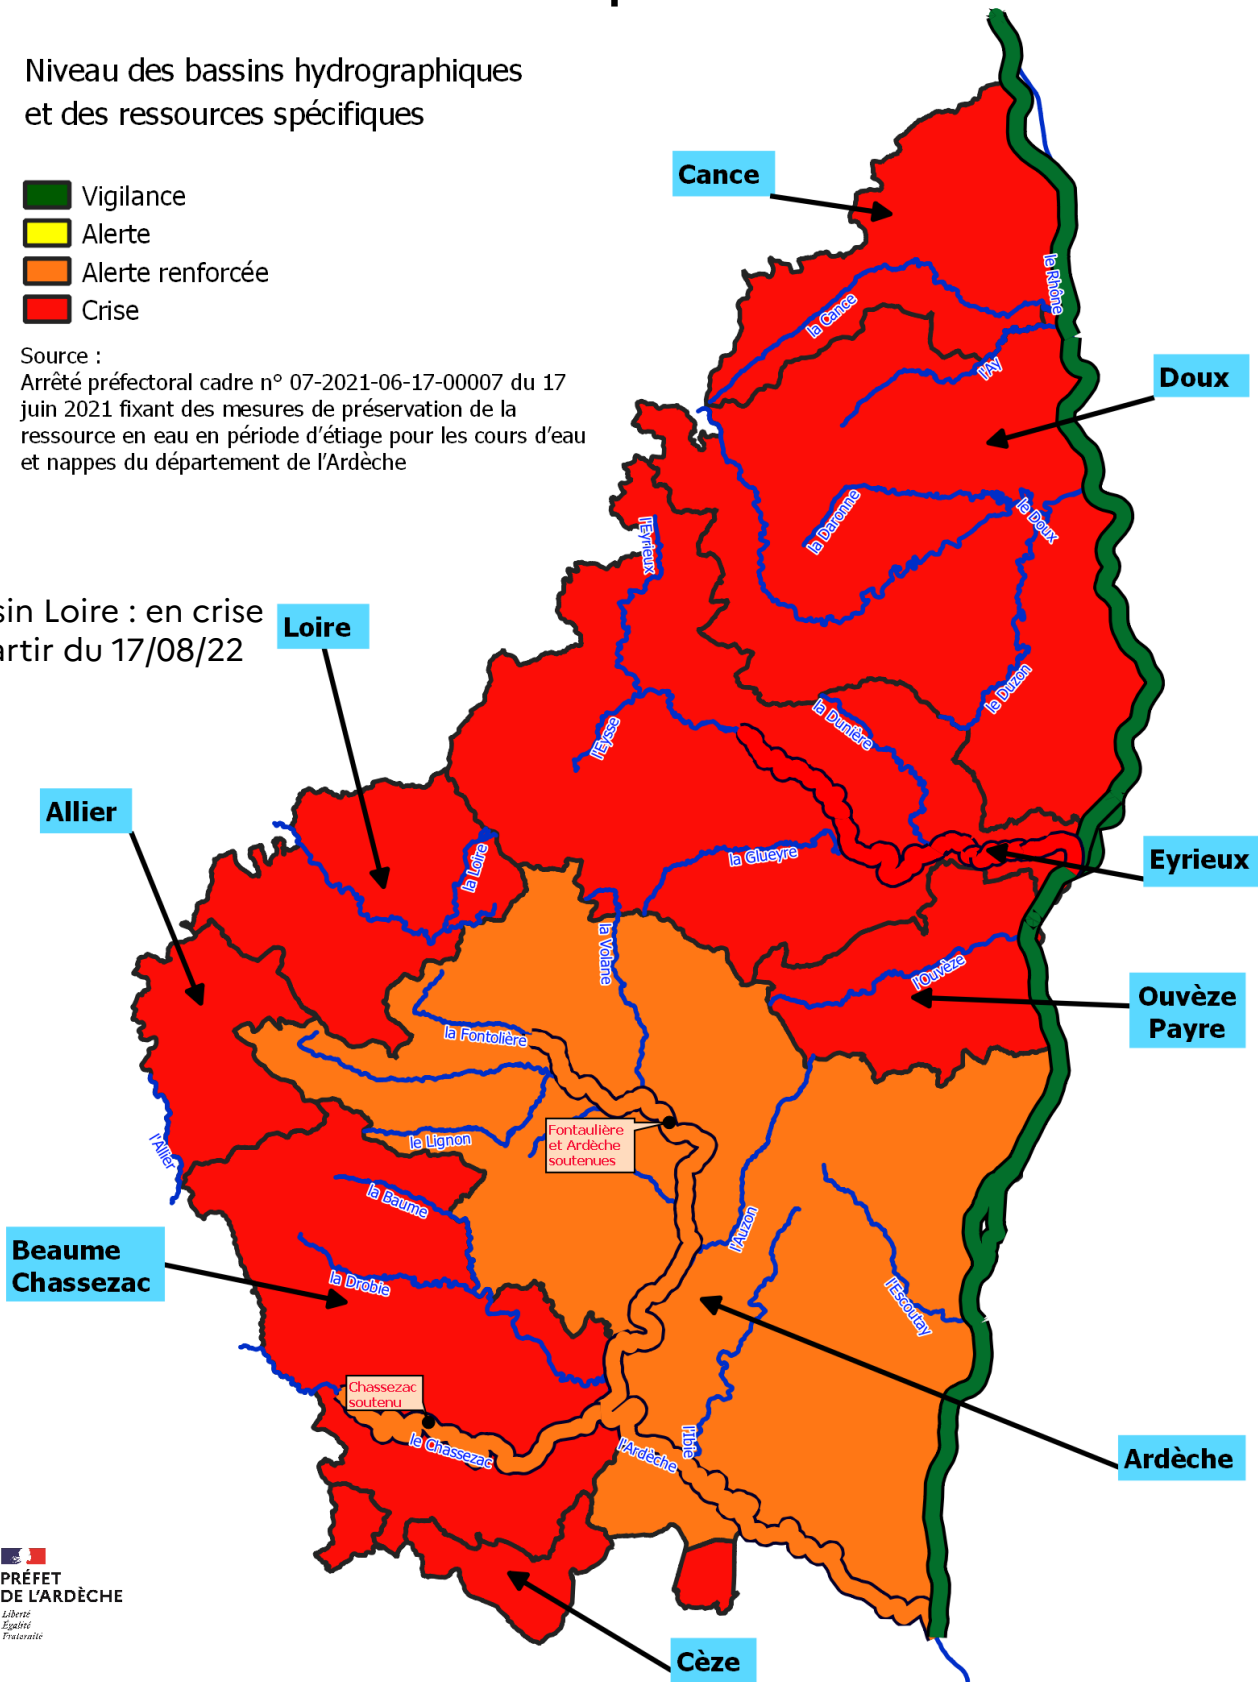 Niveau des bassins hydrographiques
et des ressources spécifiques
Vigilance
Alerte
Alerte renforcée
Crise
Source :
Arrêté préfectoral cadre n° 07-2021-06-17-00007 du 17
juin 2021 fixant des mesures de préservation de la
ressource en eau en période d'étiage pour les cours d'eau
et nappes du département de l'Ardèche
Cance
le Rhône
la Cance
l'Ay
Doux
la Daronne
le Doux
l'Eyrieux
sin Loire : en crise
artir du 17/08/22
Loire
le Duzon
la Dunière
l'Eysse
Allier
la Loire
la Glueyre
Eyrieux
la Volane
l'Ouvèze
Ouvèze
Payre
la Fontolière
Fontaulière
et Ardèche
soutenues
le Lignon
l'Allier
la Baume
l'Auzon
Beaume
Chassezac
la Drobie
l'Escoutay
Chassezac
soutenu
le Chassezac
l'Ardèche
l'Ibie
Ardèche
PRÉFET
DE L'ARDÈCHE
Liberté
Égalité
Fraternité
Cèze